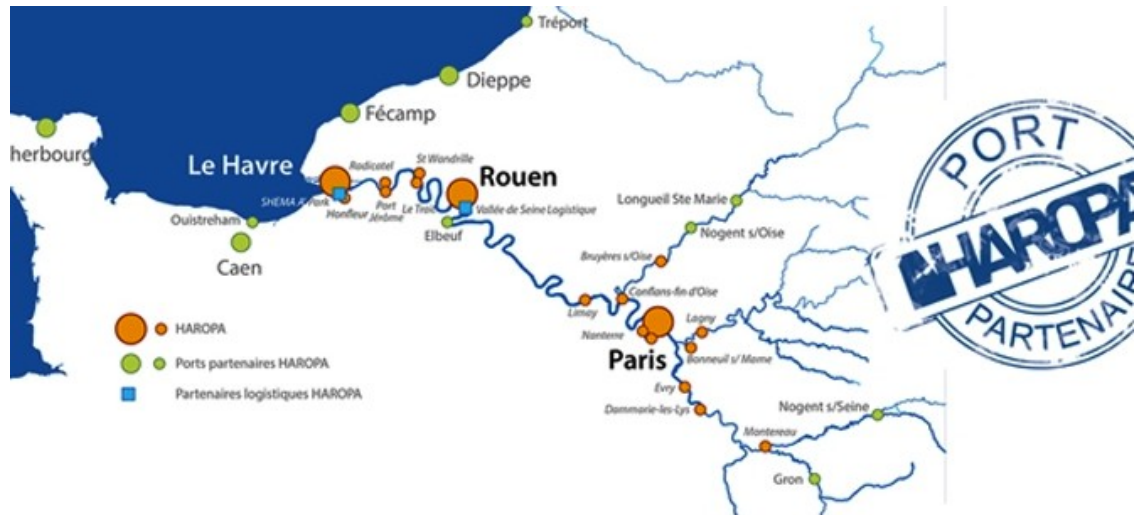 Tréport
Dieppe
Fécamp
herbourg
Le Havre
Radicatel
St Wandrille
Rouen
SHEMA A' Park
Honfleur
Port
Jérôme
Le Trait
Vallée de Seine Logistique
Ouistreham
Elbeuf
Caen
Longueil Ste Marie
Nogent s/Oise
Bruyères s/Oise
Conflans-fin d'Oise
Limay
Nanterre
Lagny
Paris
Bonneuil s/ Marne
Evry
Dammarie-les-Lys
Nogent s/Seine
Montereau
Gron
HAROPA
Ports partenaires HAROPA
Partenaires logistiques HAROPA
PORT
HAROPA
PARTENAIRE